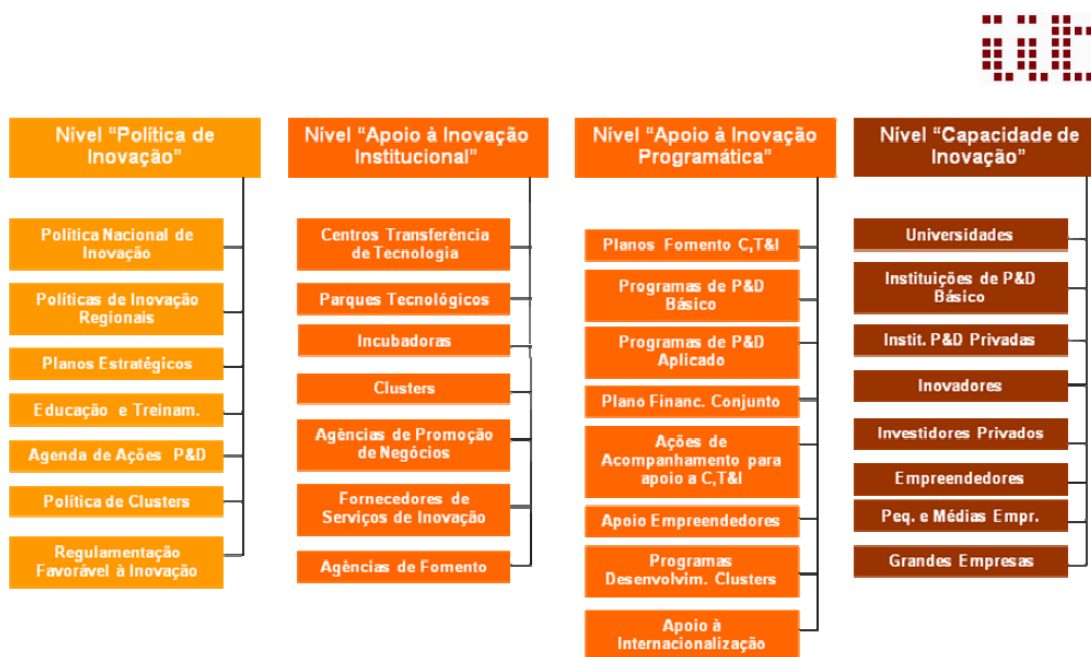 Nível “Política de
Inovação”
Política Nacional de
Inovação
Políticas de Inovação
Regionais
Planos Estratégicos
Educação e Treinam.
Agenda de Ações P&D
Política de Clusters
Regulamentação
Favorável à Inovação
Nível “Apoio à Inovação
Institucional”
Centros Transferência
de Tecnologia
Parques Tecnológicos
Incubadoras
Clusters
Agências de Promoção
de Negócios
Fornecedores de
Serviços de Inovação
Agências de Fomento
Nível “Apoio à Inovação
Programática”
Planos Fomento C,T&I
Programas de P&D
Básico
Programas de P&D
Aplicado
Plano Financ. Conjunto
Ações de
Acompanhamento para
apoio a C,T&I
Apoio Empreendedores
Programas
Desenvolvim. Clusters
Apoio à
Internacionalização
Nível “Capacidade de
Inovação”
Universidades
Instituições de P&D
Básico
Instit. P&D Privadas
Inovadores
Investidores Privados
Empreendedores
Peq. e Médias Empr.
Grandes Empresas